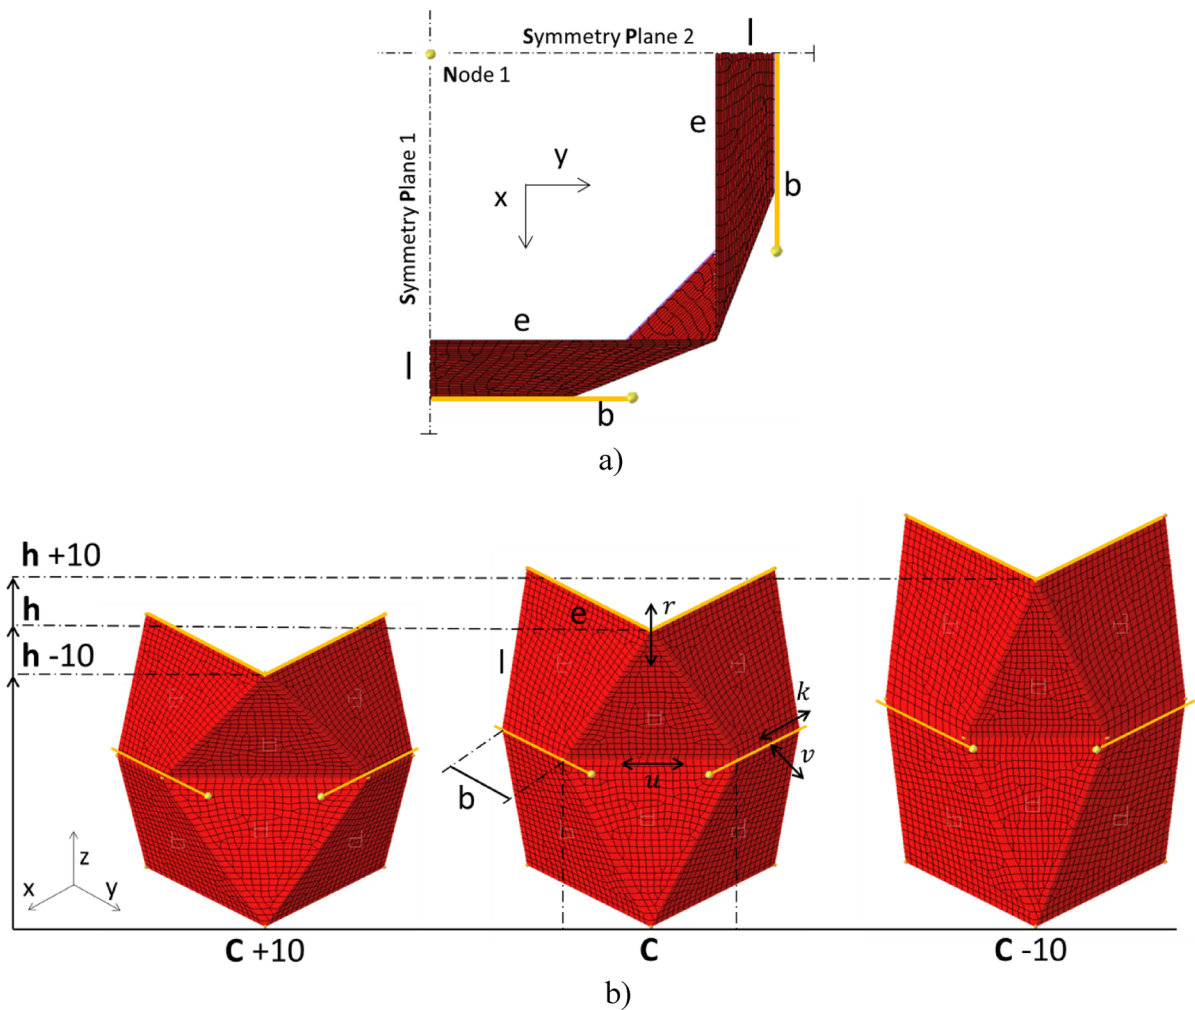 Symmetry Plane 2
l
Node 1
e
Symmetry Plane 1
y
x
b
e
l
b
a)
h +10
h
h -10
e
r
l
k
v
u
b
z
x
y
C +10
C
C -10
b)